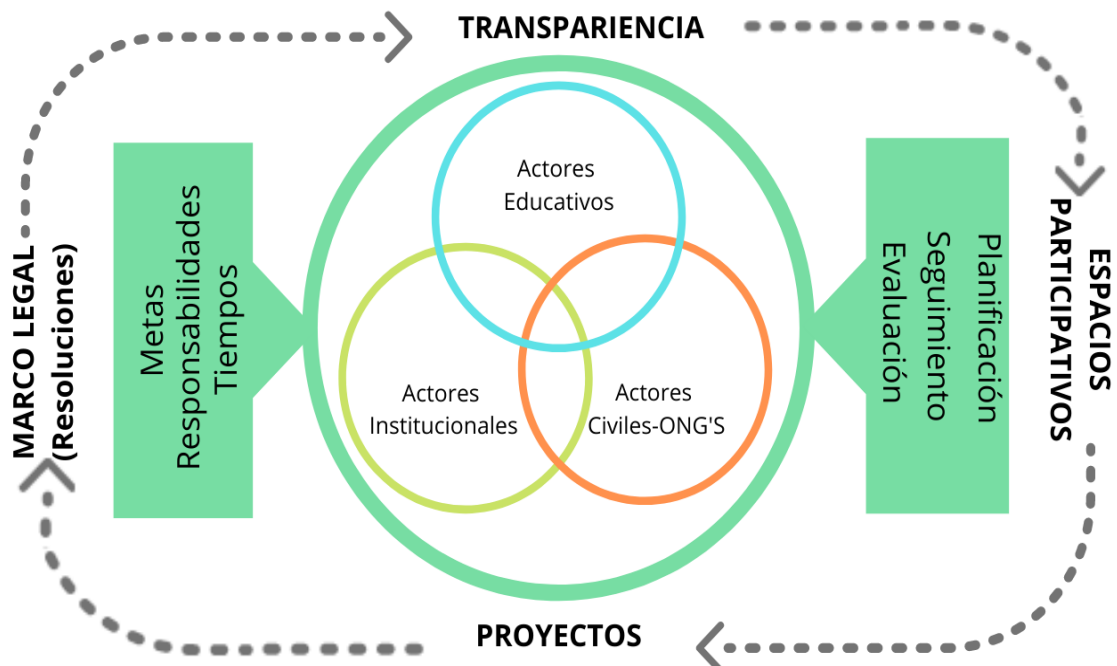 TRANSPARIENCIA
MARCO LEGAL
(Resoluciones)
Metas
Responsabilidades
Tiempos
Actores
Educativos
Actores
Institucionales
Actores
Civiles-ONG'S
Planificación
Seguimiento
Evaluación
ESPACIOS
PARTICIPATIVOS
PROYECTOS